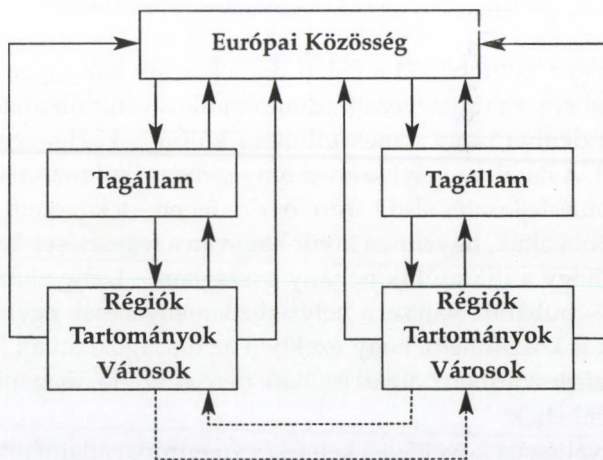 Európai Közösség
Tagállam
Tagállam
Régiók
Tartományok
Városok
Régiók
Tartományok
Városok